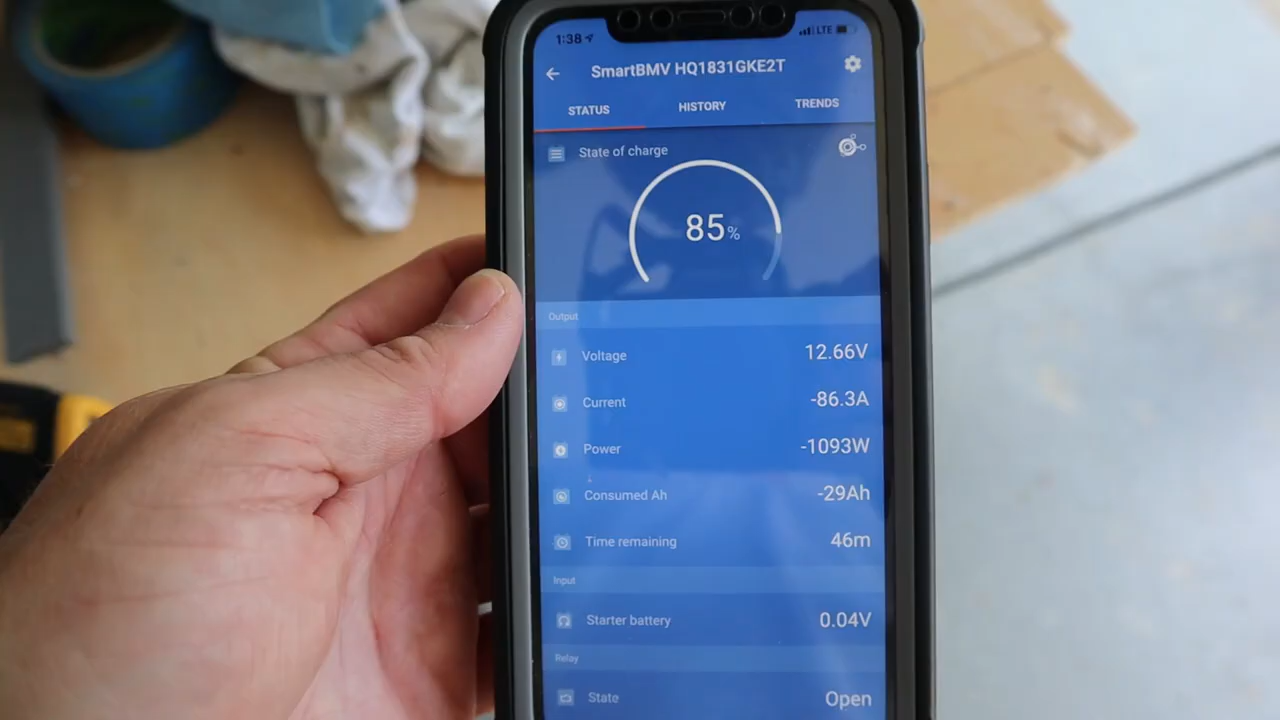 1:38 LTE
SmartBMV HQ1831GKE2T
STATUS HISTORY TRENDS
State of charge
85%
Output
Voltage 12.66V
Current -86.3A
Power -1093W
Consumed Ah -29Ah
Time remaining 46m
Input
Starter battery 0.04V
Relay
State Open